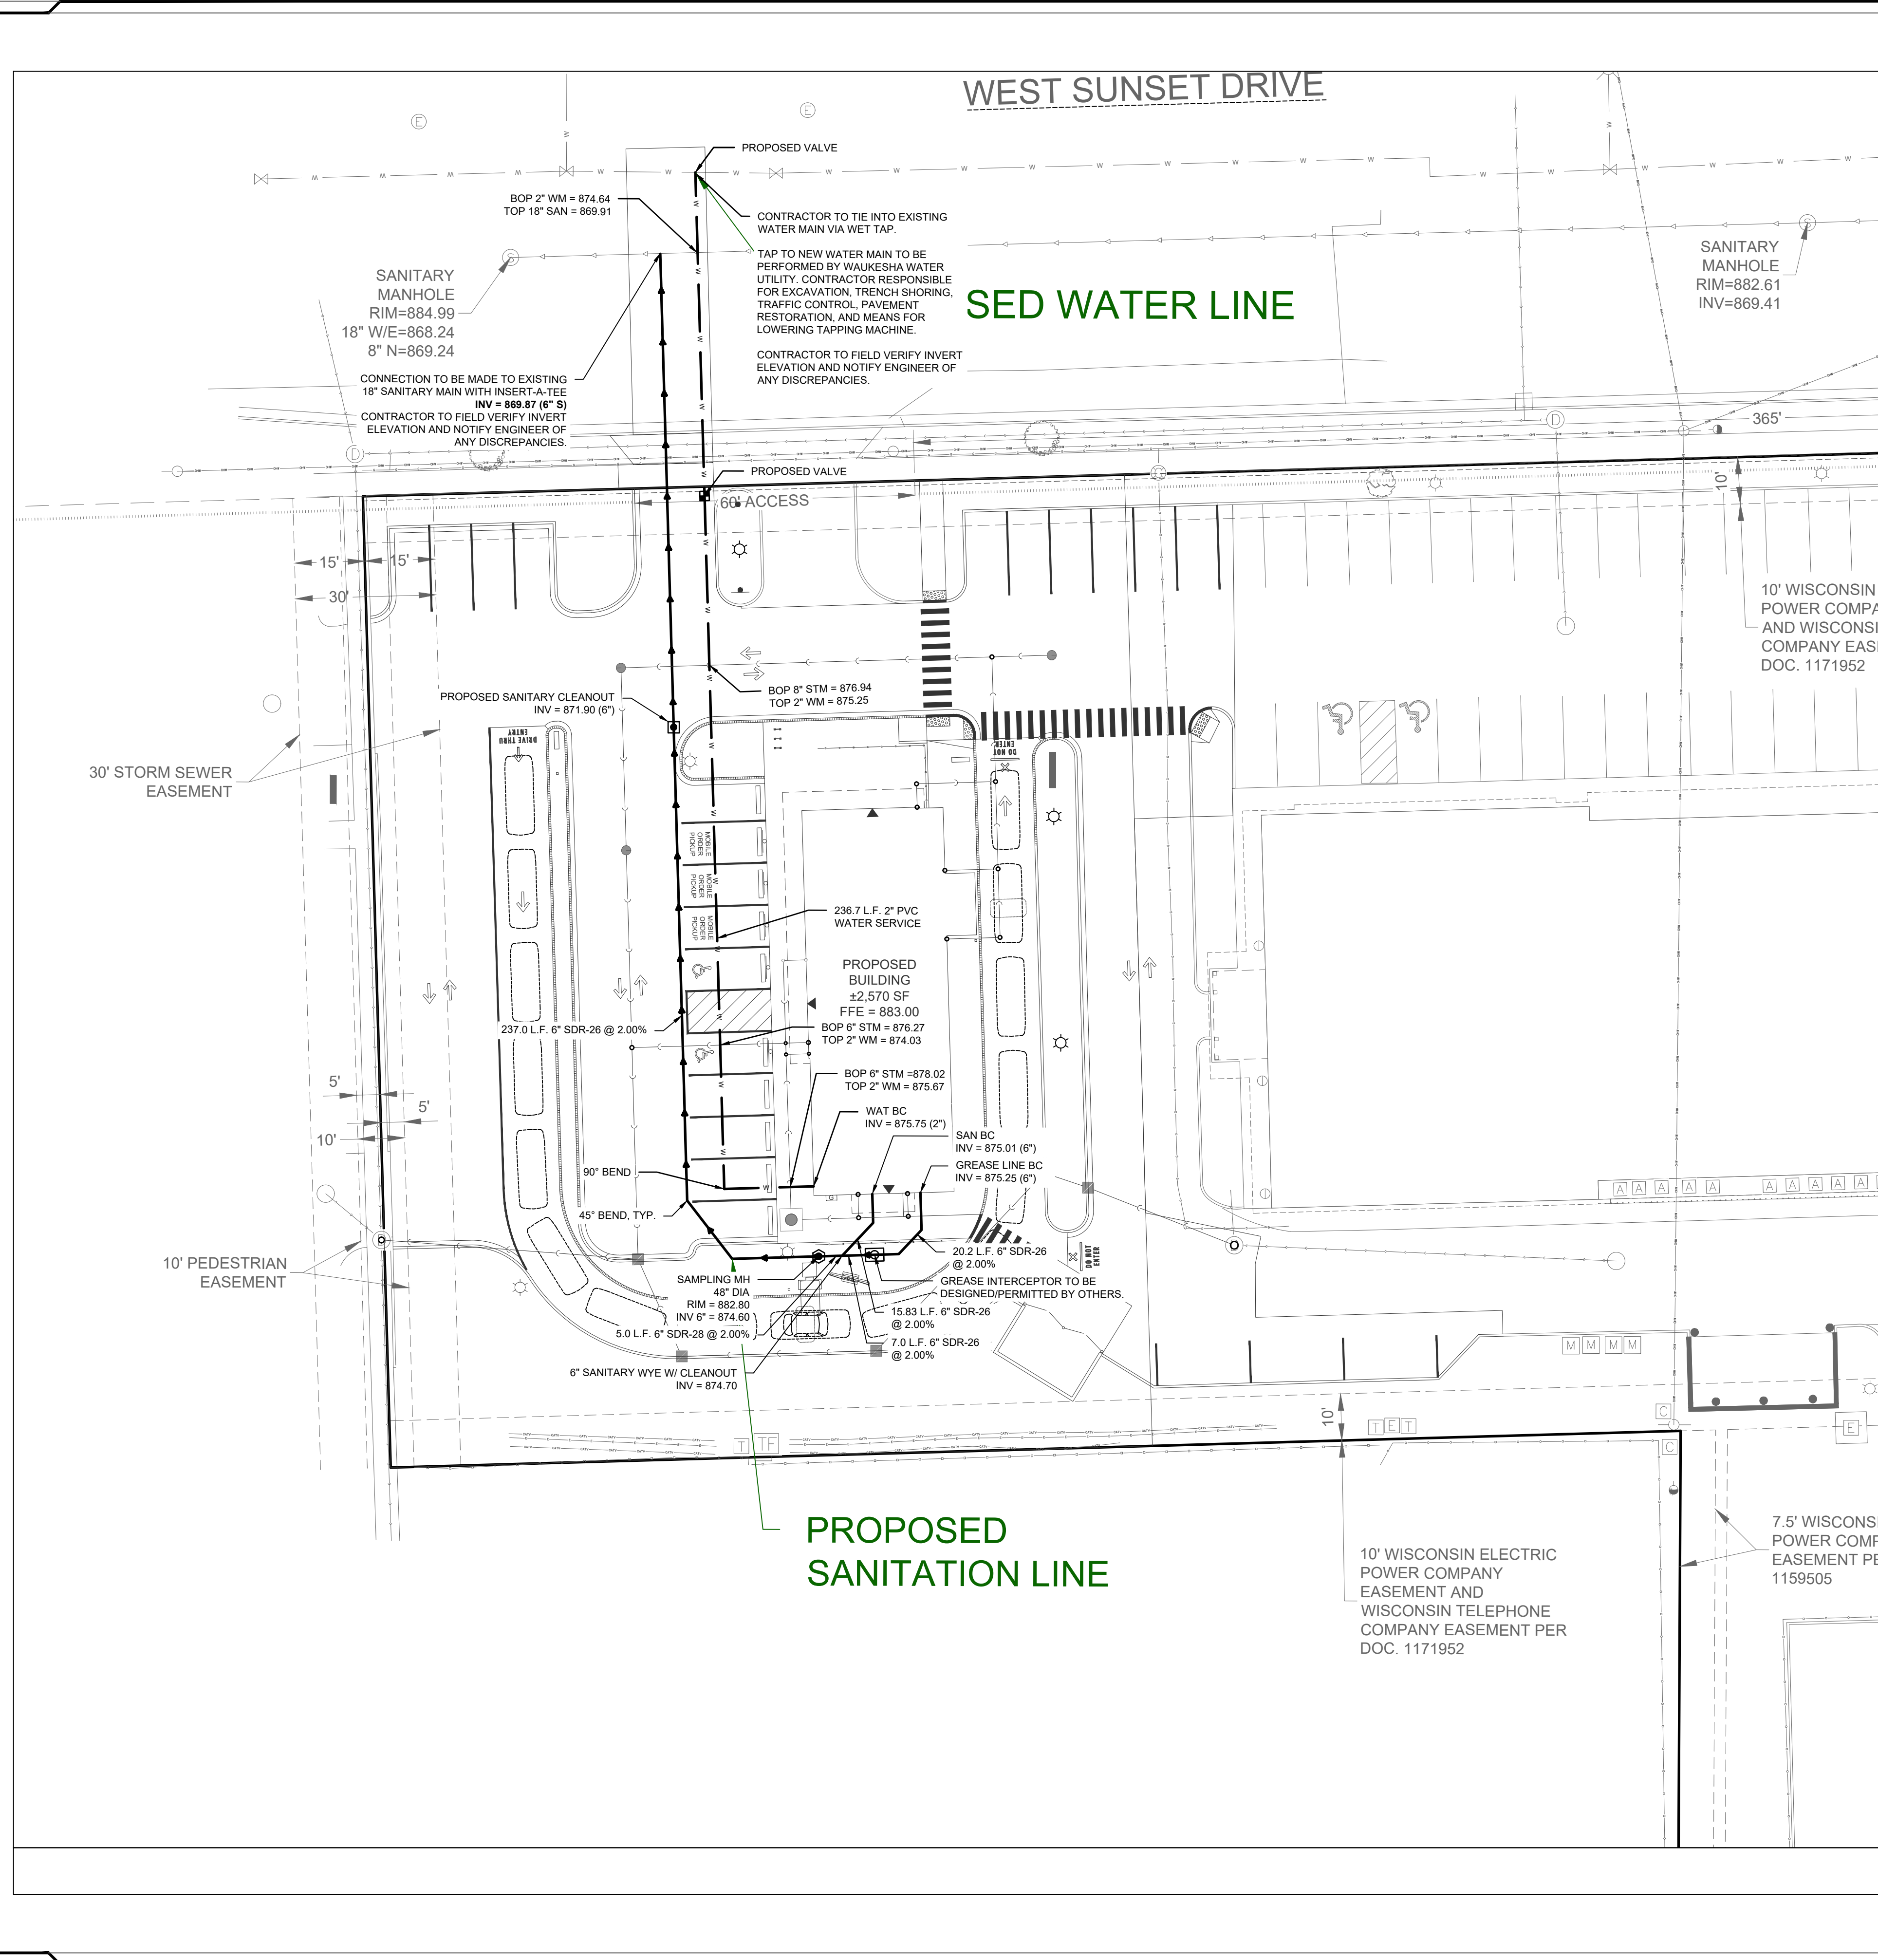 WEST SUNSET DRIVE
PROPOSED VALVE
BOP 2" WM = 874.64
TOP 18" SAN = 869.91
CONTRACTOR TO TIE INTO EXISTING
WATER MAIN VIA WET TAP.
TAP TO NEW WATER MAIN TO BE
PERFORMED BY WAUKESHA WATER
UTILITY. CONTRACTOR RESPONSIBLE
FOR EXCAVATION, TRENCH SHORING,
TRAFFIC CONTROL, PAVEMENT
RESTORATION, AND MEANS FOR
LOWERING TAPPING MACHINE.
CONTRACTOR TO FIELD VERIFY INVERT
ELEVATION AND NOTIFY ENGINEER OF
ANY DISCREPANCIES.
SED WATER LINE
SANITARY
MANHOLE
RIM=884.99
18" W/E=868.24
8" N=869.24
SANITARY
MANHOLE
RIM=882.61
INV=869.41
CONNECTION TO BE MADE TO EXISTING
18" SANITARY MAIN WITH INSERT-A-TEE
INV = 869.87 (6" S)
CONTRACTOR TO FIELD VERIFY INVERT
ELEVATION AND NOTIFY ENGINEER OF
ANY DISCREPANCIES.
365'
PROPOSED VALVE
60' ACCESS
10'
15'
15'
30'
10' WISCONSIN
POWER COMPA
AND WISCONSI
COMPANY EAS
DOC. 1171952
BOP 8" STM = 876.94
TOP 2" WM = 875.25
PROPOSED SANITARY CLEANOUT
INV = 871.90 (6")
DRIVE THRU
ENTRY
DO NOT
ENTER
30' STORM SEWER
EASEMENT
MOBILE
ORDER
PICKUP
MOBILE
ORDER
PICKUP
MOBILE
ORDER
PICKUP
236.7 L.F. 2" PVC
WATER SERVICE
PROPOSED
BUILDING
±2,570 SF
FFE = 883.00
237.0 L.F. 6" SDR-26 @ 2.00%
BOP 6" STM = 876.27
TOP 2" WM = 874.03
BOP 6" STM =878.02
TOP 2" WM = 875.67
5'
5'
10'
WAT BC
INV = 875.75 (2")
SAN BC
INV = 875.01 (6")
GREASE LINE BC
INV = 875.25 (6")
90° BEND
45° BEND, TYP.
G
A A A A A A A A A A
10' PEDESTRIAN
EASEMENT
20.2 L.F. 6" SDR-26
@ 2.00%
DO NOT
ENTER
SAMPLING MH
48" DIA
RIM = 882.80
INV 6" = 874.60
GREASE INTERCEPTOR TO BE
DESIGNED/PERMITTED BY OTHERS.
15.83 L.F. 6" SDR-26
@ 2.00%
5.0 L.F. 6" SDR-28 @ 2.00%
7.0 L.F. 6" SDR-26
@ 2.00%
6" SANITARY WYE W/ CLEANOUT
INV = 874.70
M M M M
10'
T E T
C
E
T TF
C
PROPOSED
SANITATION LINE
10' WISCONSIN ELECTRIC
POWER COMPANY
EASEMENT AND
WISCONSIN TELEPHONE
COMPANY EASEMENT PER
DOC. 1171952
7.5' WISCONS
POWER COMP
EASEMENT PE
1159505